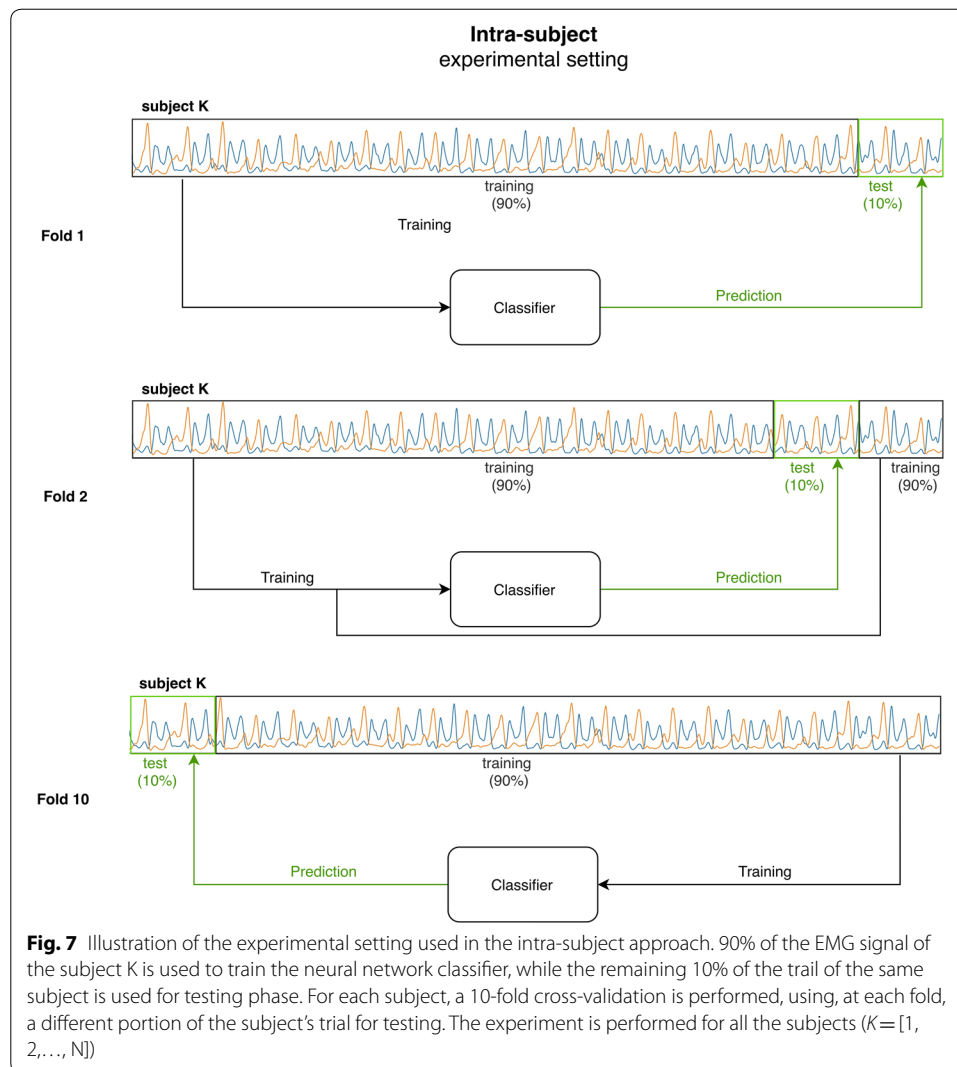 Intra-subject
experimental setting
subject K
training
(90%)
test
(10%)
Training
Fold 1
Classifier
Prediction
subject K
training
(90%)
test
(10%)
training
(90%)
Fold 2
Training
Classifier
Prediction
subject K
test
(10%)
training
(90%)
Fold 10
Prediction
Classifier
Training
Fig. 7 Illustration of the experimental setting used in the intra-subject approach. 90% of the EMG signal of
the subject K is used to train the neural network classifier, while the remaining 10% of the trail of the same
subject is used for testing phase. For each subject, a 10-fold cross-validation is performed, using, at each fold,
a different portion of the subject's trial for testing. The experiment is performed for all the subjects (K = [1,
2,..., N])